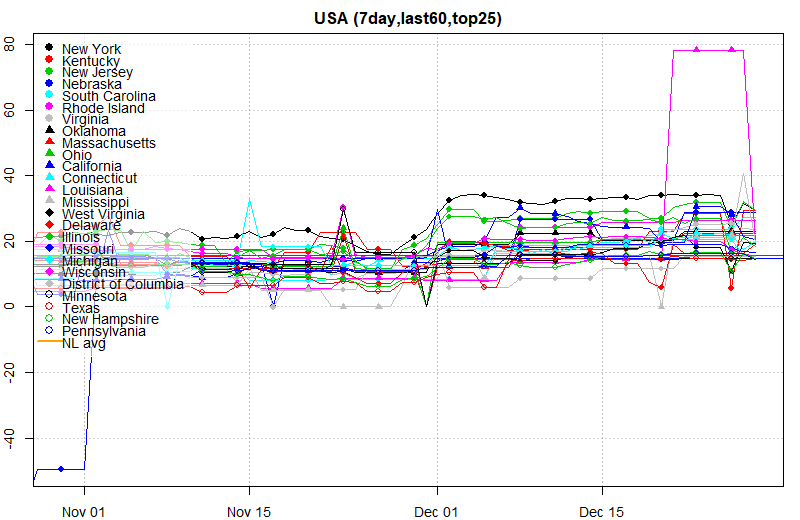 USA (7day,last60,top25)
80
60
40
20
0
-20
-40
New York
Kentucky
New Jersey
Nebraska
South Carolina
Rhode Island
Virginia
Oklahoma
Massachusetts
Ohio
California
Connecticut
Louisiana
Mississippi
West Virginia
Delaware
Illinois
Missouri
Michigan
Wisconsin
District of Columbia
Minnesota
Texas
New Hampshire
Pennsylvania
NL avg
Nov 01 Nov 15 Dec 01 Dec 15